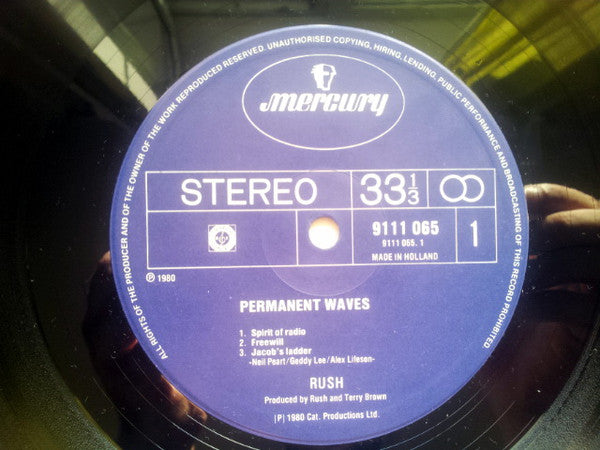 ALL RIGHTS OF THE PRODUCER AND OF THE OWNER OF THE WORK REPRODUCED RESERVED. UNAUTHORISED COPYING, HIRING, LENDING, PUBLIC PERFORMANCE AND BROADCASTING OF THIS RECORD PROHIBITED.
mercury
STEREO
33 1/3
9111 065
9111 065. 1
MADE IN HOLLAND
1
Ⓟ 1980
PERMANENT WAVES
1. Spirit of radio
2. Freewill
3. Jacob's ladder
-Neil Peart/Geddy Lee/Alex Lifeson-
RUSH
Produced by Rush and Terry Brown
(P) 1980 Cat. Productions Ltd.